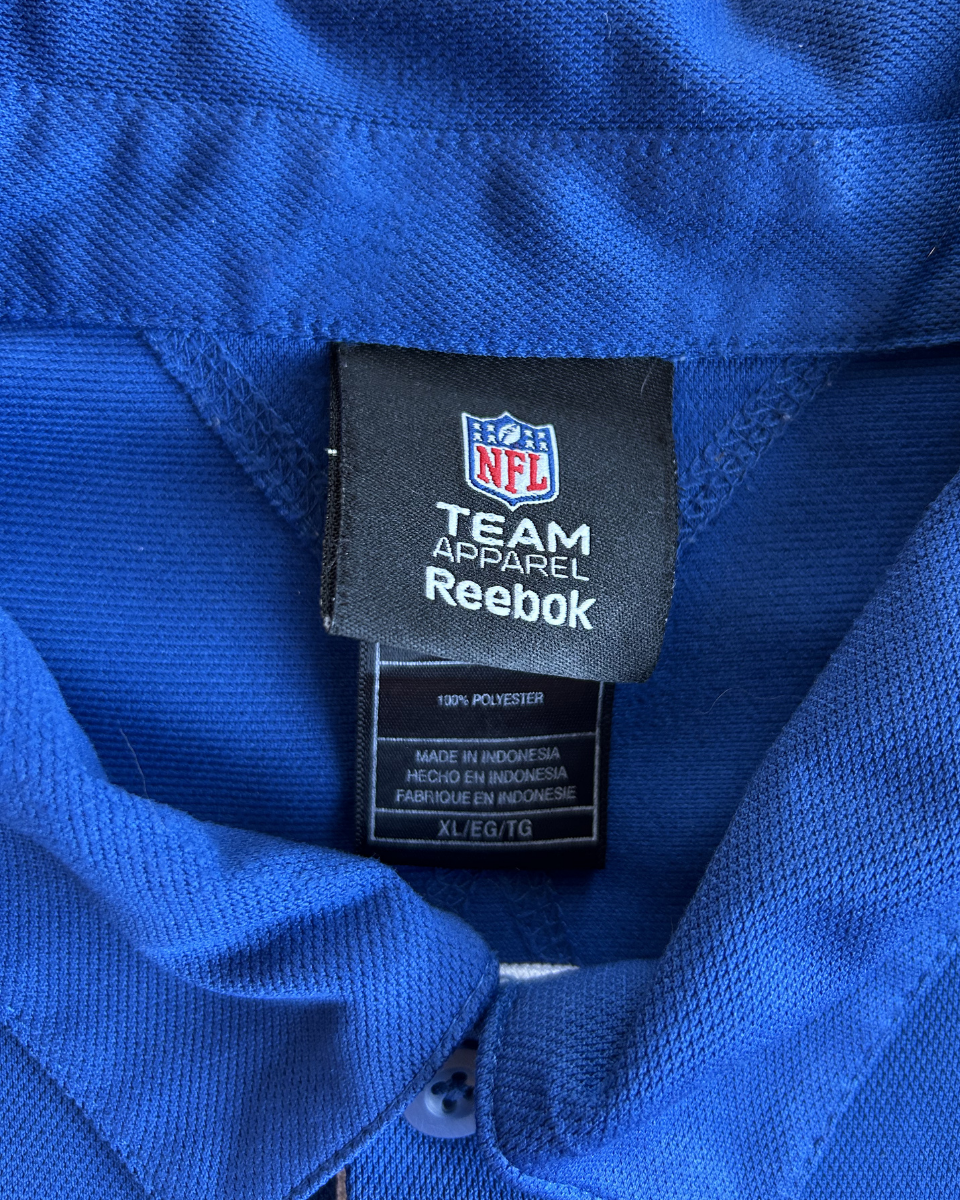 NFL
TEAM
APPAREL
Reebok
100% POLYESTER
MADE IN INDONESIA
HECHO EN INDONESIA
FABRIQUE EN INDONESIE
XL/EG/TG